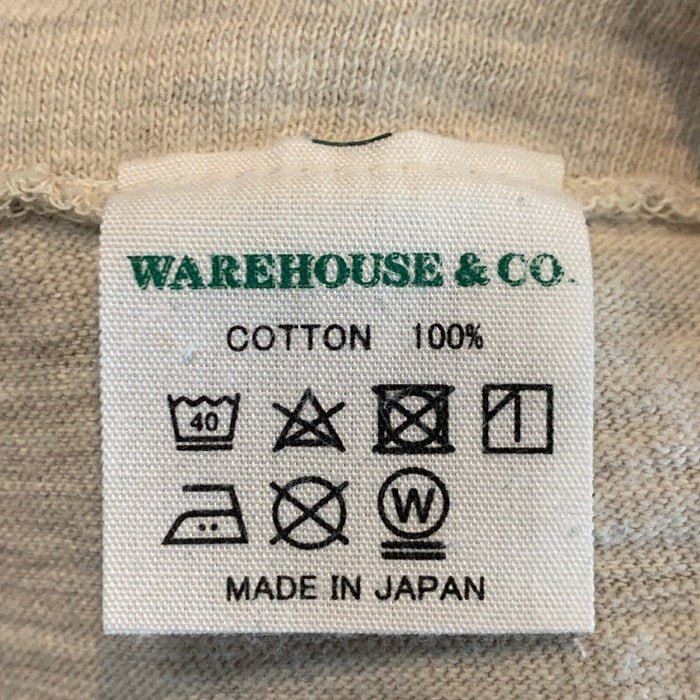 WAREHOUSE & CO.
COTTON 100%
40
W
MADE IN JAPAN